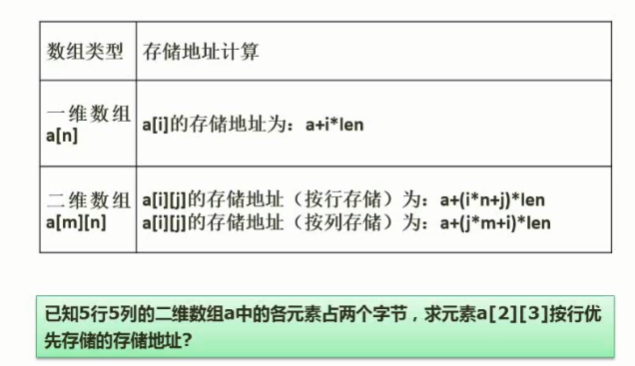 数组类型 存储地址计算
一维数组
a[n]
a[i]的存储地址为：a+i*len
二维数组
a[m][n]
a[i][j]的存储地址（按行存储）为：a+(i*n+j)*len
a[i][j]的存储地址（按列存储）为：a+(j*m+i)*len
已知5行5列的二维数组a中的各元素占两个字节，求元素a[2][3]按行优
先存储的存储地址?